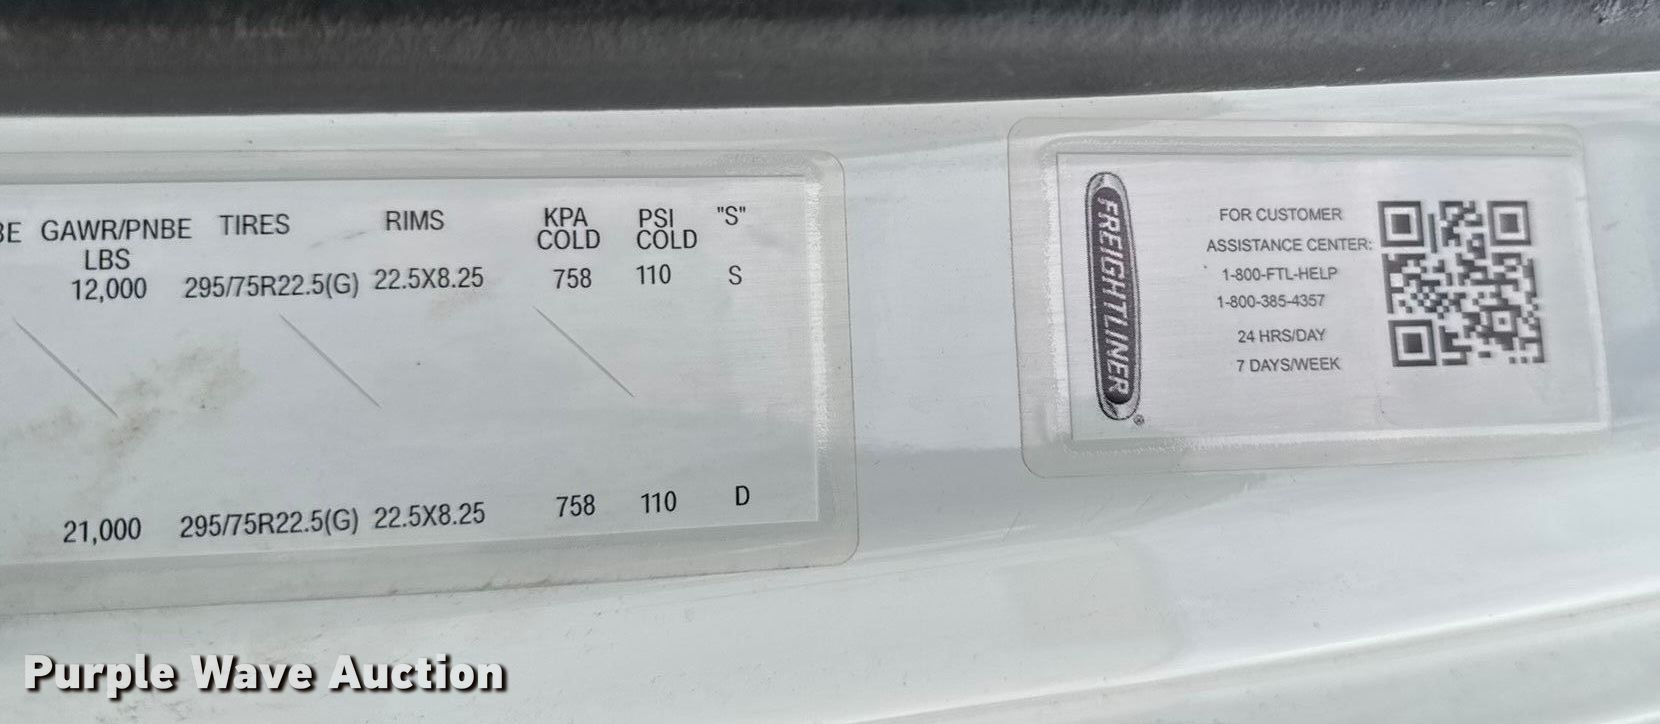 BE GAWR/PNBE TIRES RIMS KPA PSI "S"
LBS COLD COLD
12,000 295/75R22.5(G) 22.5X8.25 758 110 S
21,000 295/75R22.5(G) 22.5X8.25 758 110 D
FREIGHTLINER
®
FOR CUSTOMER
ASSISTANCE CENTER:
1-800-FTL-HELP
1-800-385-4357
24 HRS/DAY
7 DAYS/WEEK
Purple Wave Auction